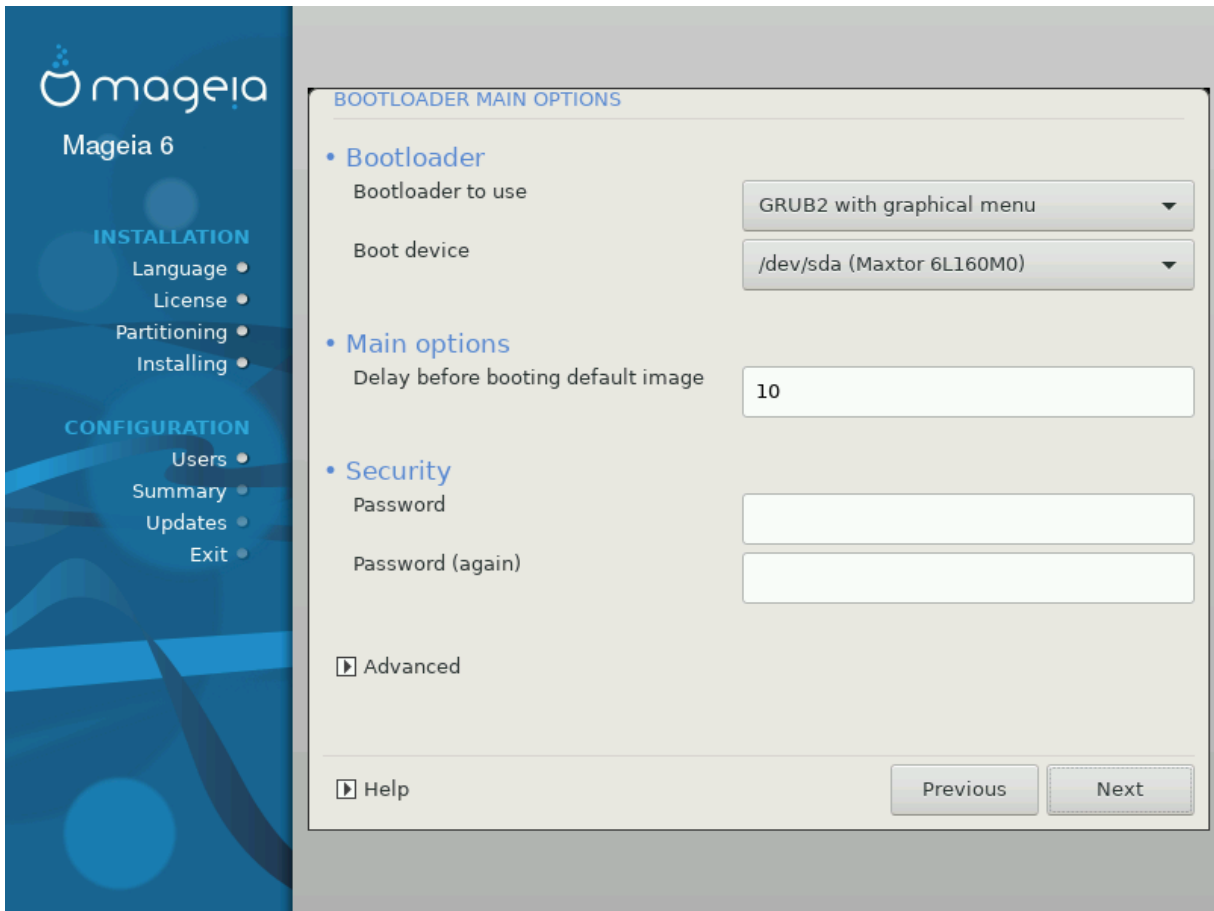 mageia
Mageia 6
INSTALLATION
Language
License
Partitioning
Installing
CONFIGURATION
Users
Summary
Updates
Exit
BOOTLOADER MAIN OPTIONS
• Bootloader
Bootloader to use
GRUB2 with graphical menu
Boot device
/dev/sda (Maxtor 6L160M0)
• Main options
Delay before booting default image
10
• Security
Password
Password (again)
Advanced
Help
Previous
Next